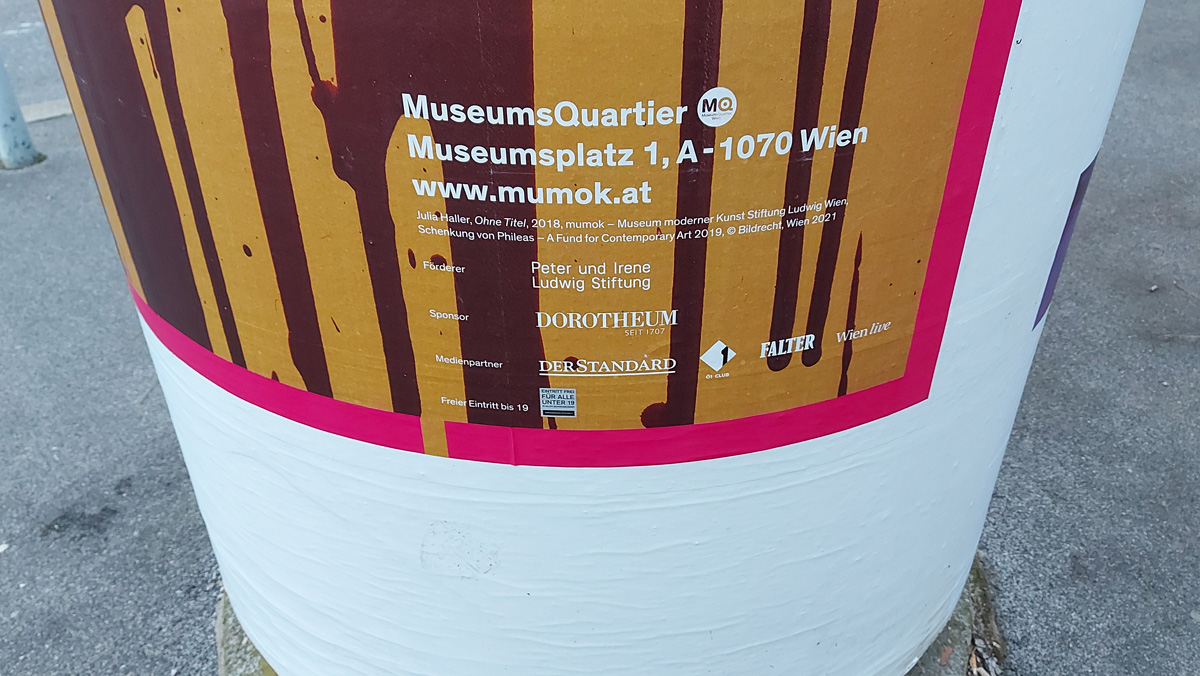 MuseumsQuartier MQ
Museumsplatz 1, A-1070 Wien
www.mumok.at
Julia Haller, Ohne Titel, 2018, mumok – Museum moderner Kunst Stiftung Ludwig Wien,
Schenkung von Phileas – A Fund for Contemporary Art 2019, © Bildrecht, Wien 2021
Förderer
Peter und Irene
Ludwig Stiftung
Sponsor
DOROTHEUM
SEIT 1707
Medienpartner
DERSTANDARD
1
Ö1 CLUB
FALTER
Wien live
Freier Eintritt bis 19
EINTRITT FREI
FÜR ALLE
UNTER 19